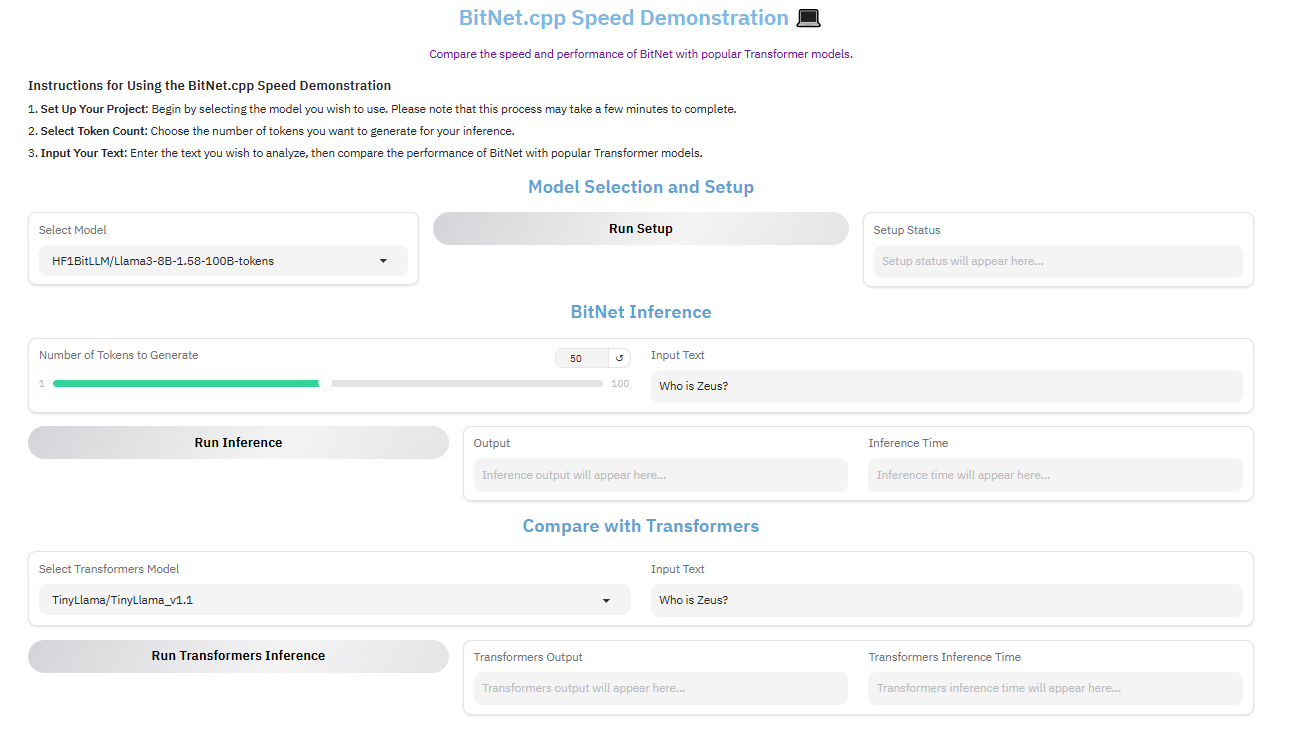 BitNet.cpp Speed Demonstration 💻
Compare the speed and performance of BitNet with popular Transformer models.
Instructions for Using the BitNet.cpp Speed Demonstration
1. Set Up Your Project: Begin by selecting the model you wish to use. Please note that this process may take a few minutes to complete.
2. Select Token Count: Choose the number of tokens you want to generate for your inference.
3. Input Your Text: Enter the text you wish to analyze, then compare the performance of BitNet with popular Transformer models.
Model Selection and Setup
Select Model
HF1BitLLM/Llama3-8B-1.58-100B-tokens
Run Setup
Setup Status
Setup status will appear here...
BitNet Inference
Number of Tokens to Generate
50 ↺
1
100
Input Text
Who is Zeus?
Run Inference
Output
Inference output will appear here...
Inference Time
Inference time will appear here...
Compare with Transformers
Select Transformers Model
TinyLlama/TinyLlama_v1.1
Input Text
Who is Zeus?
Run Transformers Inference
Transformers Output
Transformers output will appear here...
Transformers Inference Time
Transformers inference time will appear here...